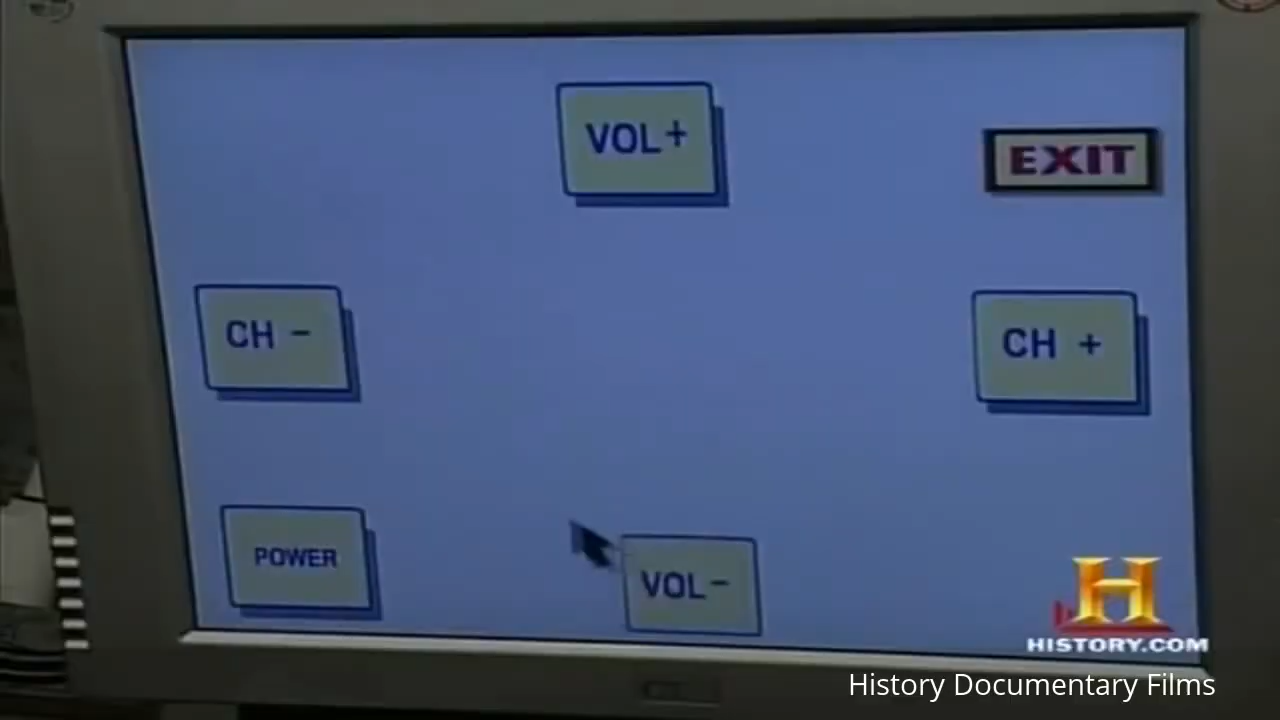 VOL+
EXIT
CH -
CH +
POWER
VOL-
H
HISTORY.COM
History Documentary Films